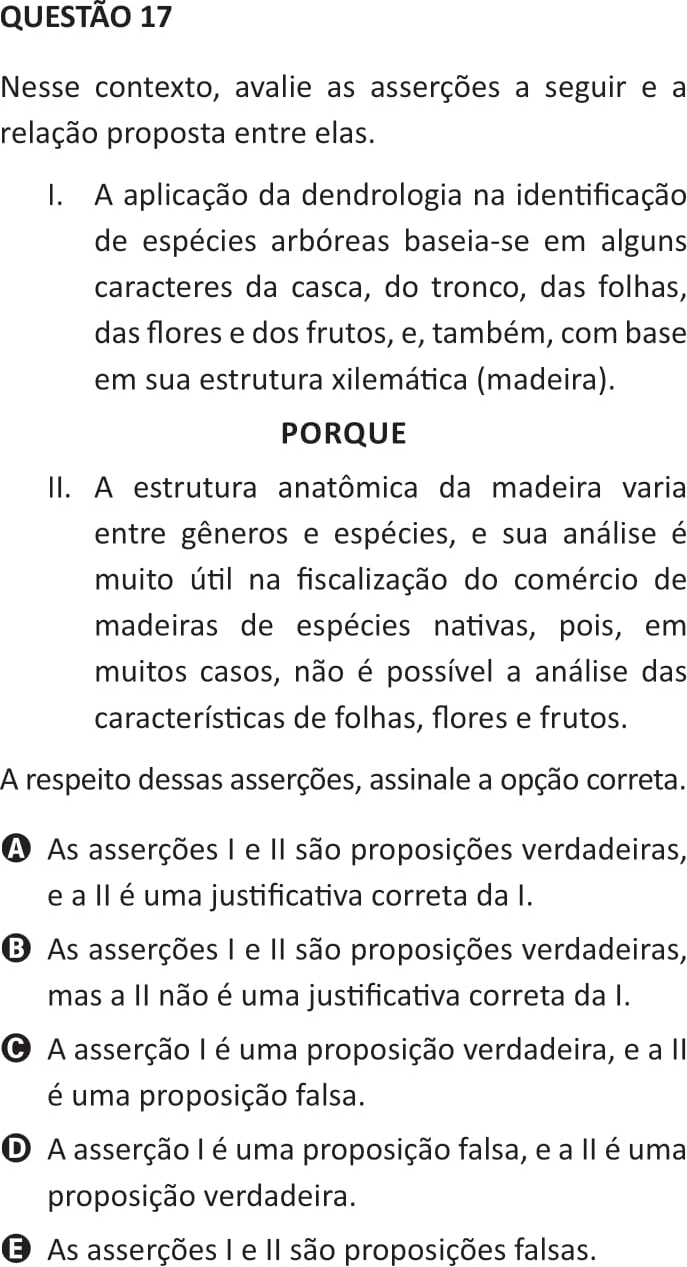 QUESTÃO 17
Nesse contexto, avalie as asserções a seguir e a
relação proposta entre elas.
I. A aplicação da dendrologia na identificação
de espécies arbóreas baseia-se em alguns
caracteres da casca, do tronco, das folhas,
das flores e dos frutos, e, também, com base
em sua estrutura xilemática (madeira).
PORQUE
II. A estrutura anatômica da madeira varia
entre gêneros e espécies, e sua análise é
muito útil na fiscalização do comércio de
madeiras de espécies nativas, pois, em
muitos casos, não é possível a análise das
características de folhas, flores e frutos.
A respeito dessas asserções, assinale a opção correta.
A As asserções I e II são proposições verdadeiras,
e a II é uma justificativa correta da I.
B As asserções I e II são proposições verdadeiras,
mas a II não é uma justificativa correta da I.
C A asserção I é uma proposição verdadeira, e a II
é uma proposição falsa.
D A asserção I é uma proposição falsa, e a II é uma
proposição verdadeira.
E As asserções I e II são proposições falsas.